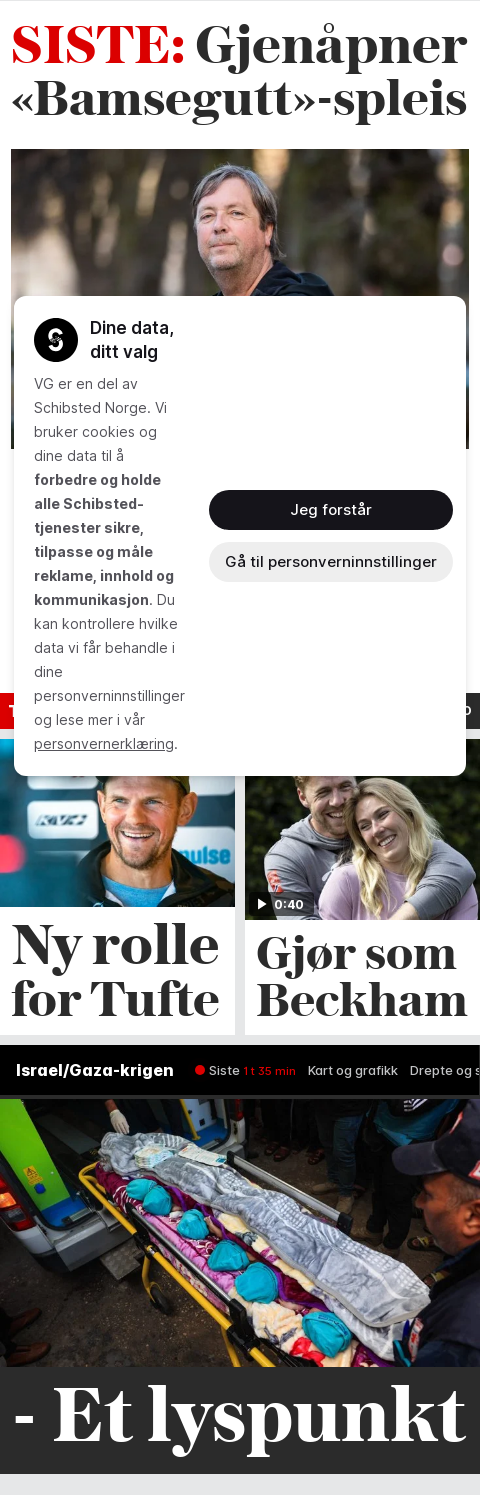 SISTE: Gjenåpner
«Bamsegutt»-spleis
Dine data,
ditt valg
VG er en del av
Schibsted Norge. Vi
bruker cookies og
dine data til å
forbedre og holde
alle Schibsted-
tjenester sikre,
tilpasse og måle
reklame, innhold og
kommunikasjon. Du
kan kontrollere hvilke
data vi får behandle i
dine
personverninnstillinger
og lese mer i vår
personvernerklæring.
Jeg forstår
Gå til personverninnstillinger
KV+
pulse
0:40
Ny rolle
for Tufte
Gjør som
Beckham
Israel/Gaza-krigen
Siste 1 t 35 min
Kart og grafikk
Drepte og s
- Et lyspunkt